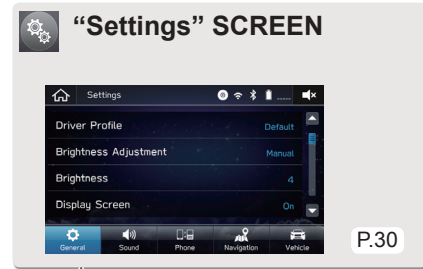 “Settings” SCREEN
Settings
Driver Profile Default
Brightness Adjustment Manual
Brightness 4
Display Screen On
General Sound Phone Navigation Vehicle
P.30